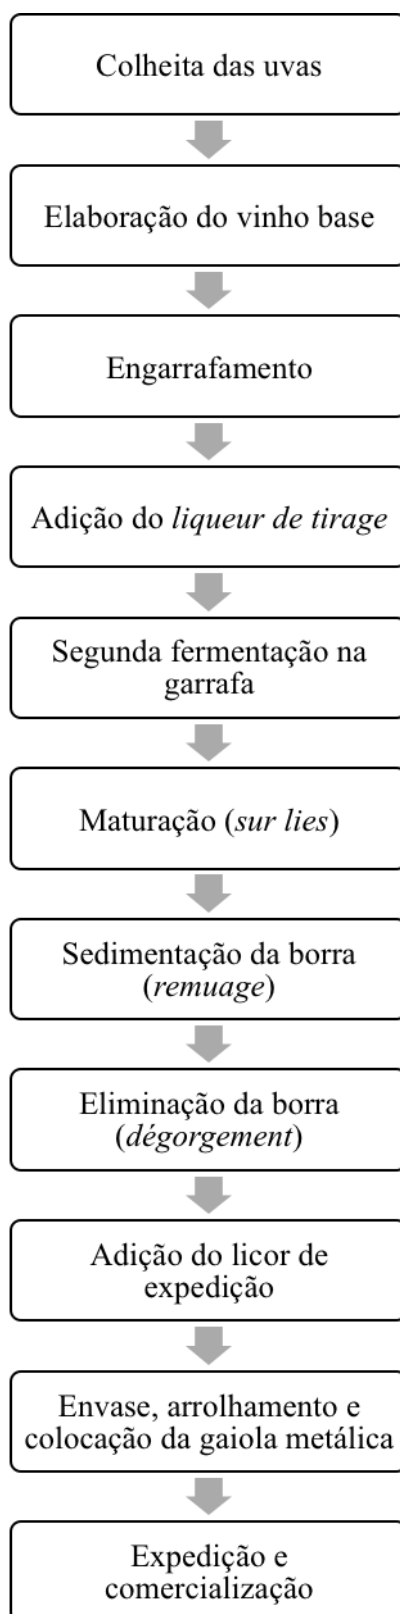 Colheita das uvas
Elaboração do vinho base
Engarrafamento
Adição do liqueur de tirage
Segunda fermentação na
garrafa
Maturação (sur lies)
Sedimentação da borra
(remuage)
Eliminação da borra
(dégorgement)
Adição do licor de
expedição
Envase, arrolhamento e
colocação da gaiola metálica
Expedição e
comercialização